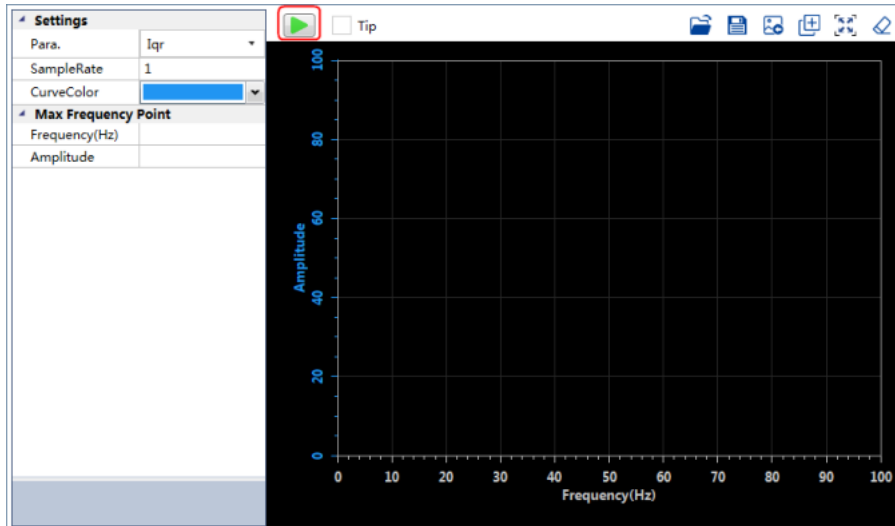 Settings
Para. Iqr
SampleRate 1
CurveColor
Max Frequency Point
Frequency(Hz)
Amplitude
Tip
100
80
60
40
20
0
Amplitude
0 10 20 30 40 50 60 70 80 90 100
Frequency(Hz)